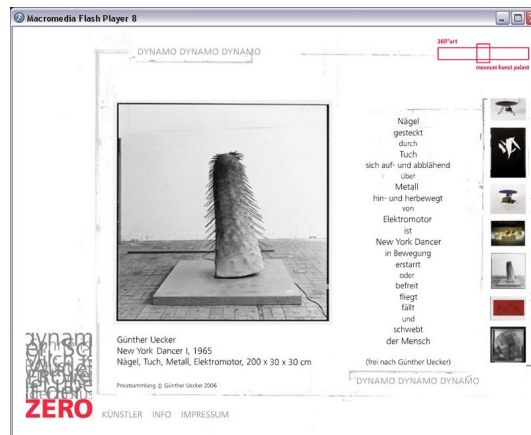 Macromedia Flash Player 8
DYNAMO DYNAMO DYNAMO
360°art
museum kunst palast
Nägel
gesteckt
durch
Tuch
sich auf- und abblähend
über
Metall
hin- und herbewegt
von
Elektromotor
ist
New York Dancer
in Bewegung
erstarrt
oder
befreit
fliegt
fällt
und
schwebt
der Mensch
(frei nach Günther Uecker)
DYNAMO DYNAMO DYNAMO
Günther Uecker
New York Dancer I, 1965
Nägel, Tuch, Metall, Elektromotor, 200 x 30 x 30 cm
Privatsammlung © Günther Uecker 2006
ZERO
KÜNSTLER INFO IMPRESSUM